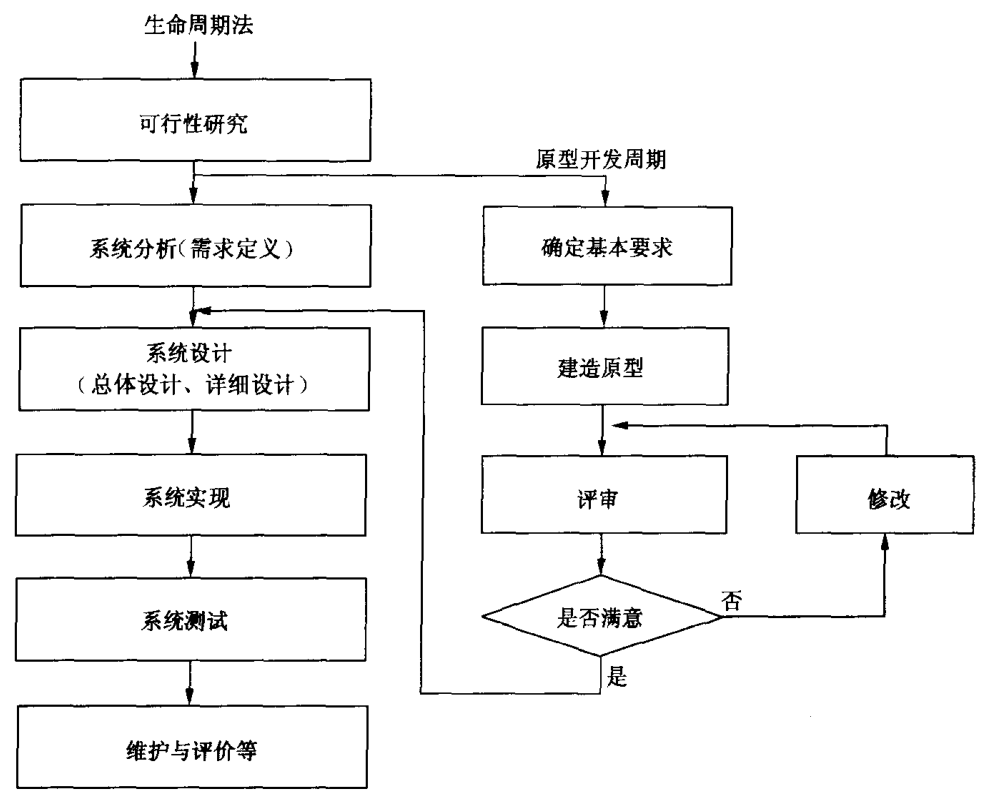 生命周期法
可行性研究
原型开发周期
系统分析(需求定义)
确定基本要求
系统设计
(总体设计、详细设计)
建造原型
系统实现
评审
修改
系统测试
是否满意
否
是
维护与评价等